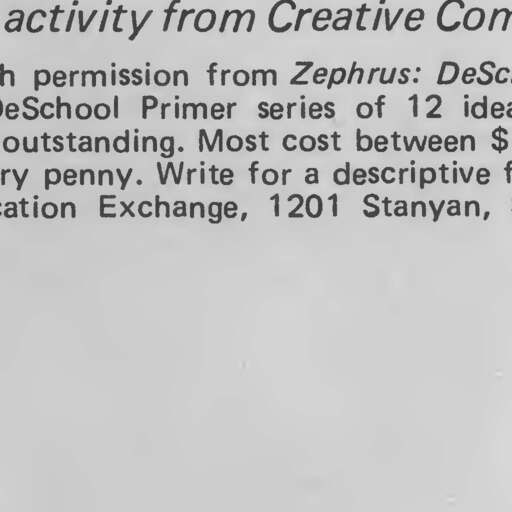 activity from Creative Com
h permission from Zephrus: DeSc
DeSchool Primer series of 12 idea
outstanding. Most cost between $
ry penny. Write for a descriptive f
cation Exchange, 1201 Stanyan,